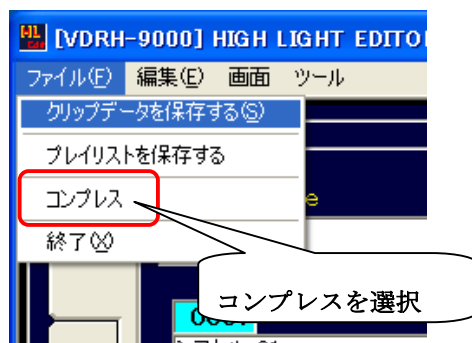 [VDRH-9000] HIGH LIGHT EDITO
ファイル(F) 編集(E) 画面 ツール
クリップデータを保存する(S)
プレイリストを保存する
コンプレス
e
終了(X)
コンプレスを選択